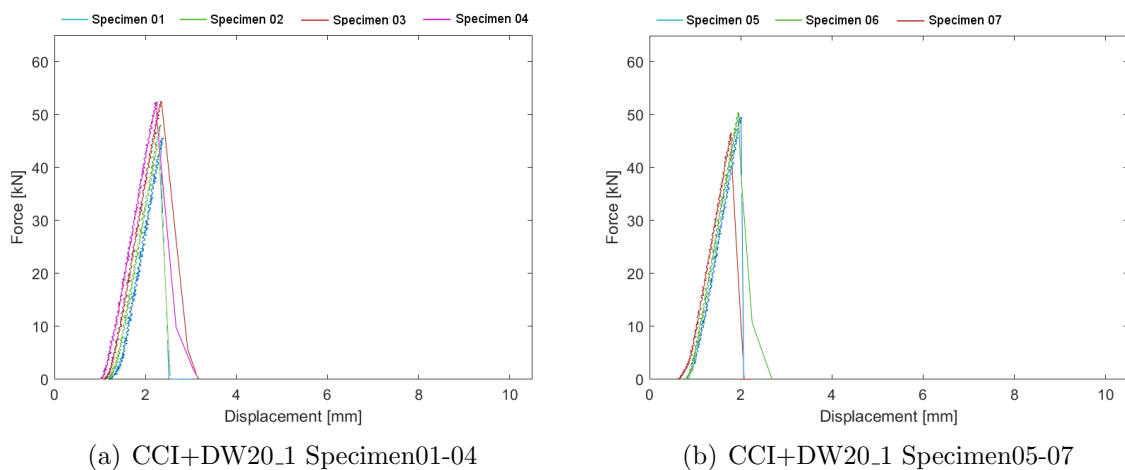 Specimen 01 Specimen 02 Specimen 03 Specimen 04
60
50
40
30
20
10
0
Force [kN]
0 2 4 6 8 10
Displacement [mm]
(a) CCI+DW20_1 Specimen01-04
Specimen 05 Specimen 06 Specimen 07
60
50
40
30
20
10
0
Force [kN]
0 2 4 6 8 10
Displacement [mm]
(b) CCI+DW20_1 Specimen05-07